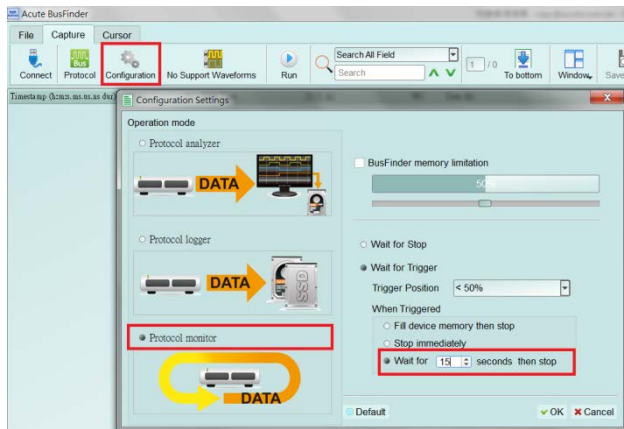 Acute BusFinder
File Capture Cursor
Bus
Connect Protocol Configuration No Support Waveforms Run
Search All Field
Search
1 / 0
To bottom Window
Configuration Settings
Operation mode
Protocol analyzer
DATA
Protocol logger
DATA
SSD
Protocol monitor
DATA
BusFinder memory limitation
50%
Wait for Stop
Wait for Trigger
Trigger Position < 50%
When Triggered
Fill device memory then stop
Stop immediately
Wait for 15 seconds then stop
Default OK Cancel